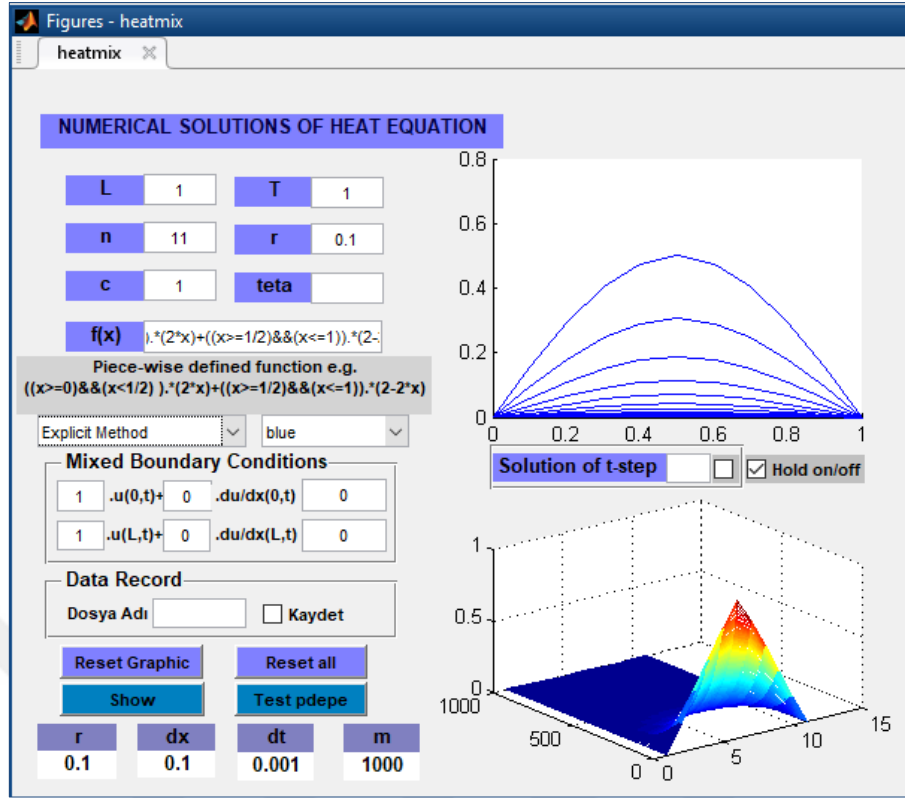 Figures - heatmix
heatmix
NUMERICAL SOLUTIONS OF HEAT EQUATION
L 1 T 1
n 11 r 0.1
c 1 teta
f(x) ).*(2*x)+((x>=1/2)&&(x<=1)).*(2-
Piece-wise defined function e.g.
((x>=0)&&(x<1/2) ).*(2*x)+((x>=1/2)&&(x<=1)).*(2-2*x)
Explicit Method blue
Mixed Boundary Conditions
1 .u(0,t)+ 0 .du/dx(0,t) 0
1 .u(L,t)+ 0 .du/dx(L,t) 0
Data Record
Dosya Adı Kaydet
Reset Graphic Reset all
Show Test pdepe
r dx dt m
0.1 0.1 0.001 1000
0.8
0.6
0.4
0.2
0
0 0.2 0.4 0.6 0.8 1
Solution of t-step Hold on/off
1
0.5
0
1000
500
0 0
5
10
15